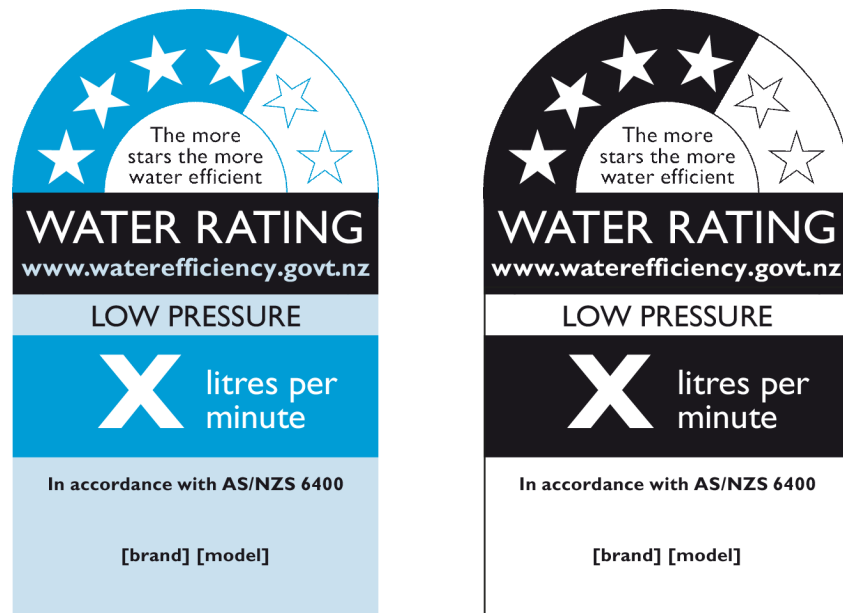 The more
stars the more
water efficient
WATER RATING
www.waterefficiency.govt.nz
LOW PRESSURE
X litres per
minute
In accordance with AS/NZS 6400
[brand] [model]
The more
stars the more
water efficient
WATER RATING
www.waterefficiency.govt.nz
LOW PRESSURE
X litres per
minute
In accordance with AS/NZS 6400
[brand] [model]